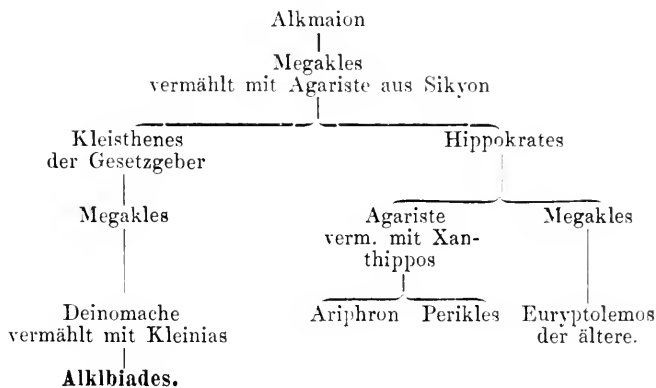 Alkmaion
Megakles
vermählt mit Agariste aus Sikyon
Kleisthenes
der Gesetzgeber
Hippokrates
Megakles
Agariste
verm. mit Xan-
thippos
Megakles
Deinomache
vermählt mit Kleinias
Ariphron
Perikles
Euryptolemos
der ältere.
Alklbiades.